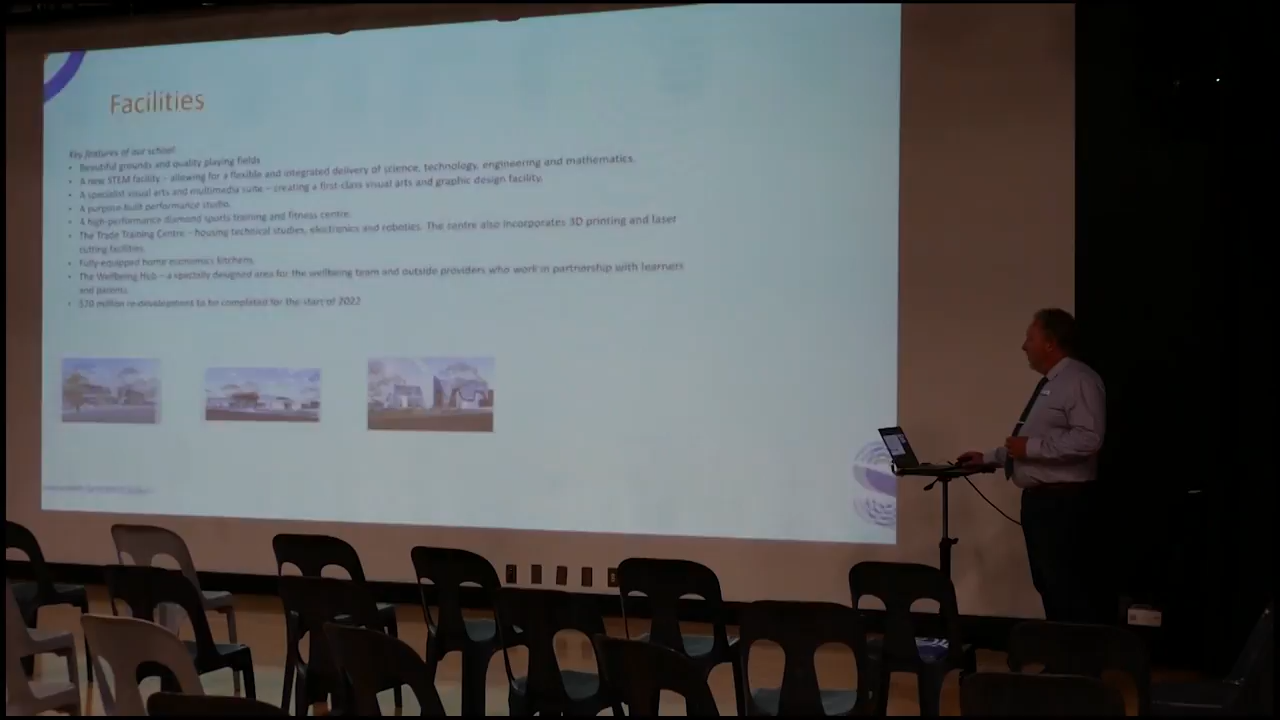 Facilities
Key features of our school:
• Beautiful grounds and quality playing fields
• A new STEM facility – allowing for a flexible and integrated delivery of science, technology, engineering and mathematics.
• A specialist visual arts and multimedia suite – creating a first-class visual arts and graphic design facility.
• A purpose-built performance studio.
• A high-performance diamond sports training and fitness centre.
• The Trade Training Centre – housing technical studies, electronics and robotics. The centre also incorporates 3D printing and laser
cutting facilities.
• Fully-equipped home economics kitchens.
• The Wellbeing Hub – a specially designed area for the wellbeing team and outside providers who work in partnership with learners
and parents.
• $20 million re-development to be completed for the start of 2022